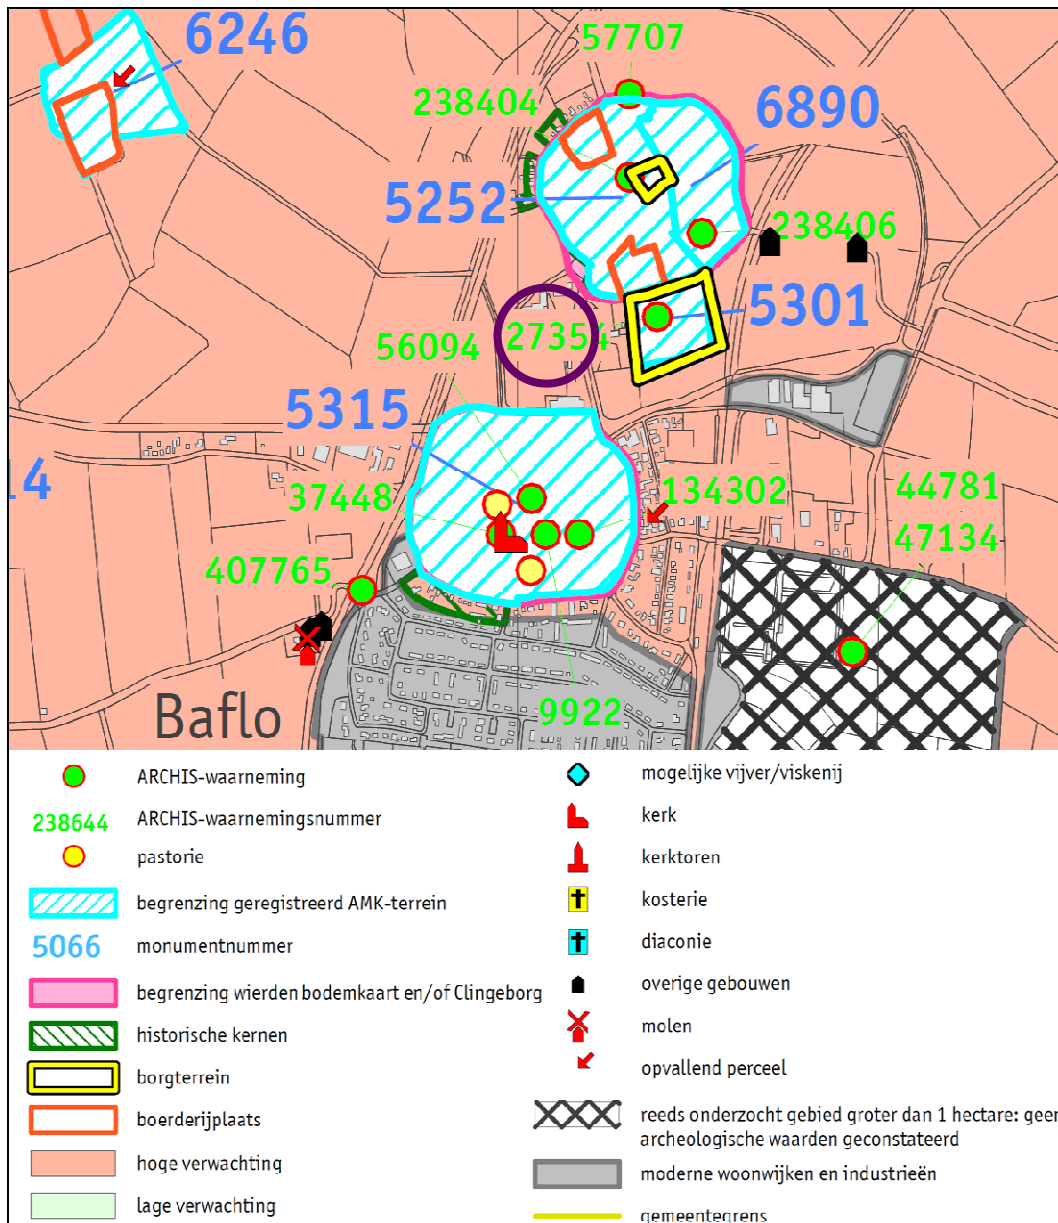 57707
6246
238404
6890
5252
238406
5301
27354
56094
5315
14
37448
134302
44781
47134
407765
9922
Baflo
ARCHIS-waarneming
238644 ARCHIS-waarnemingsnummer
pastorie
begrenzing geregistreerd AMK-terrein
5066 monumentnummer
begrenzing wierden bodemkaart en/of Clingeborg
historische kernen
borgterrein
boerderijplaats
hoge verwachting
lage verwachting
mogelijke vijver/viskenij
kerk
kerktoren
kosterie
diaconie
overige gebouwen
molen
opvallend perceel
reeds onderzocht gebied groter dan 1 hectare: geen
archeologische waarden geconstateerd
moderne woonwijken en industrieën
gemeentegrens